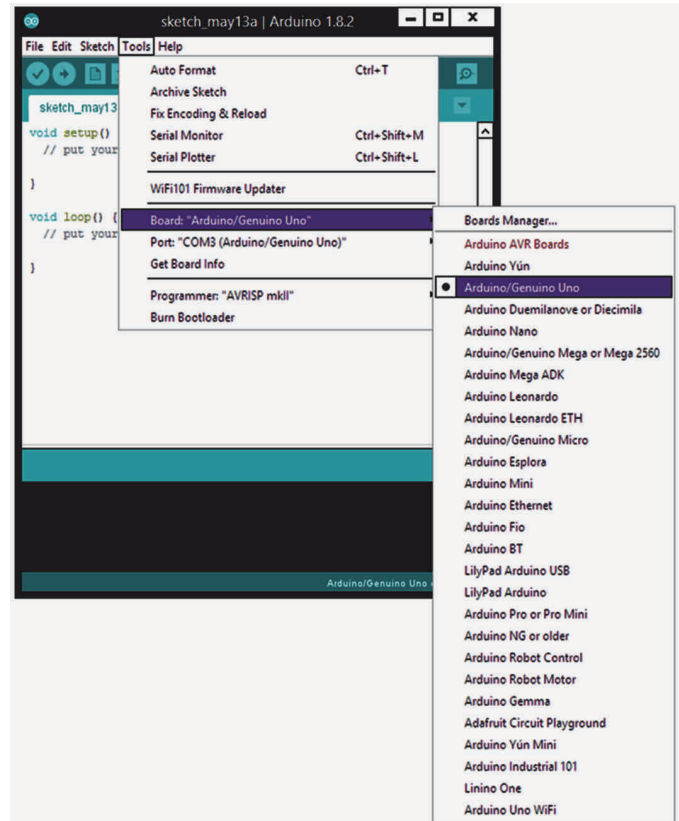 sketch_may13a | Arduino 1.8.2
File Edit Sketch Tools Help
sketch_may13
void setup()
// put your
}
void loop() {
// put your
}
Auto Format Ctrl+T
Archive Sketch
Fix Encoding & Reload
Serial Monitor Ctrl+Shift+M
Serial Plotter Ctrl+Shift+L
WiFi101 Firmware Updater
Board: "Arduino/Genuino Uno"
Port: "COM3 (Arduino/Genuino Uno)"
Get Board Info
Programmer: "AVRISP mkII"
Burn Bootloader
Boards Manager...
Arduino AVR Boards
Arduino Yún
Arduino/Genuino Uno
Arduino Duemilanove or Diecimila
Arduino Nano
Arduino/Genuino Mega or Mega 2560
Arduino Mega ADK
Arduino Leonardo
Arduino Leonardo ETH
Arduino/Genuino Micro
Arduino Esplora
Arduino Mini
Arduino Ethernet
Arduino Fio
Arduino BT
LilyPad Arduino USB
LilyPad Arduino
Arduino Pro or Pro Mini
Arduino NG or older
Arduino Robot Control
Arduino Robot Motor
Arduino Gemma
Adafruit Circuit Playground
Arduino Yún Mini
Arduino Industrial 101
Linino One
Arduino Uno WiFi
Arduino/Genuino Uno